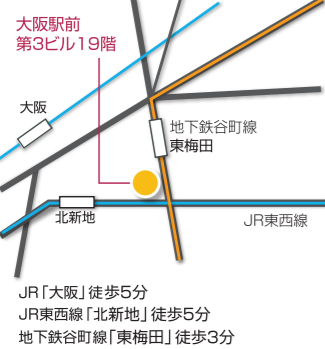 大阪駅前
第3ビル19階
大阪
地下鉄谷町線
東梅田
北新地
JR東西線
JR「大阪」徒歩5分
JR東西線「北新地」徒歩5分
地下鉄谷町線「東梅田」徒歩3分